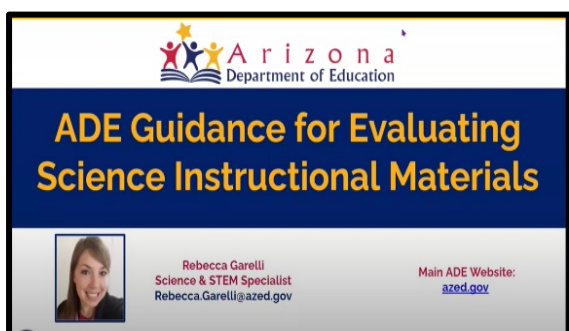 Arizona
Department of Education
ADE Guidance for Evaluating
Science Instructional Materials
Rebecca Garelli
Science & STEM Specialist
Rebecca.Garelli@azed.gov
Main ADE Website:
azed.gov